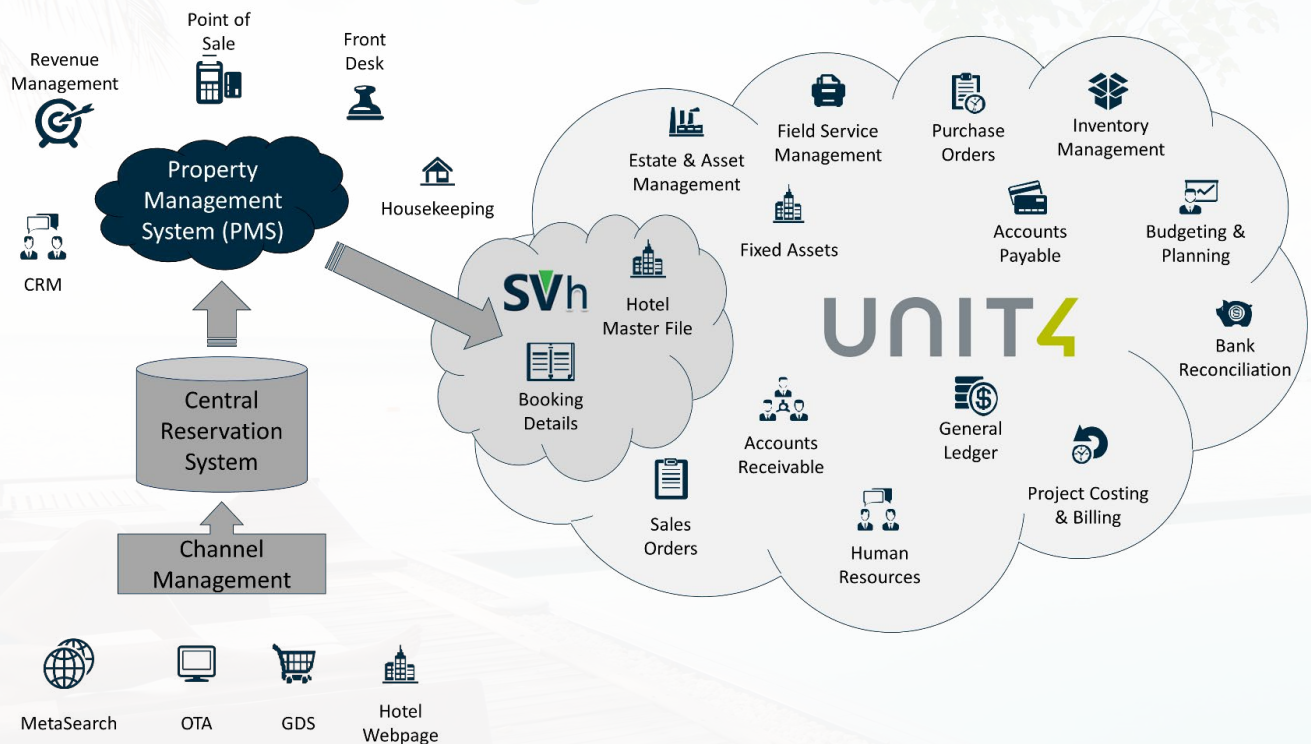 Point of
Sale
Front
Desk
Revenue
Management
Property
Management
System (PMS)
Housekeeping
CRM
Central
Reservation
System
Channel
Management
MetaSearch
OTA
GDS
Hotel
Webpage
SVh
Hotel
Master File
Booking
Details
Estate & Asset
Management
Field Service
Management
Purchase
Orders
Inventory
Management
Fixed Assets
Accounts
Payable
Budgeting &
Planning
UNIT4
Bank
Reconciliation
Accounts
Receivable
General
Ledger
Project Costing
& Billing
Sales
Orders
Human
Resources